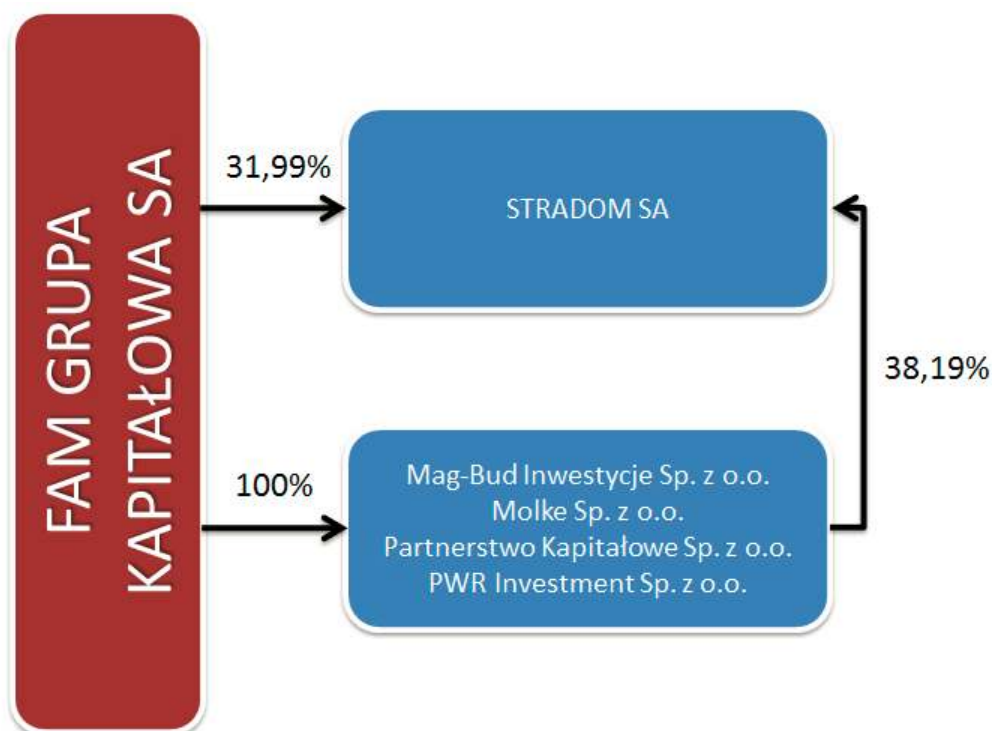 FAM GRUPA
KAPITAŁOWA SA
31,99%
STRADOM SA
38,19%
100%
Mag-Bud Inwestycje Sp. z o.o.
Molke Sp. z o.o.
Partnerstwo Kapitałowe Sp. z o.o.
PWR Investment Sp. z o.o.